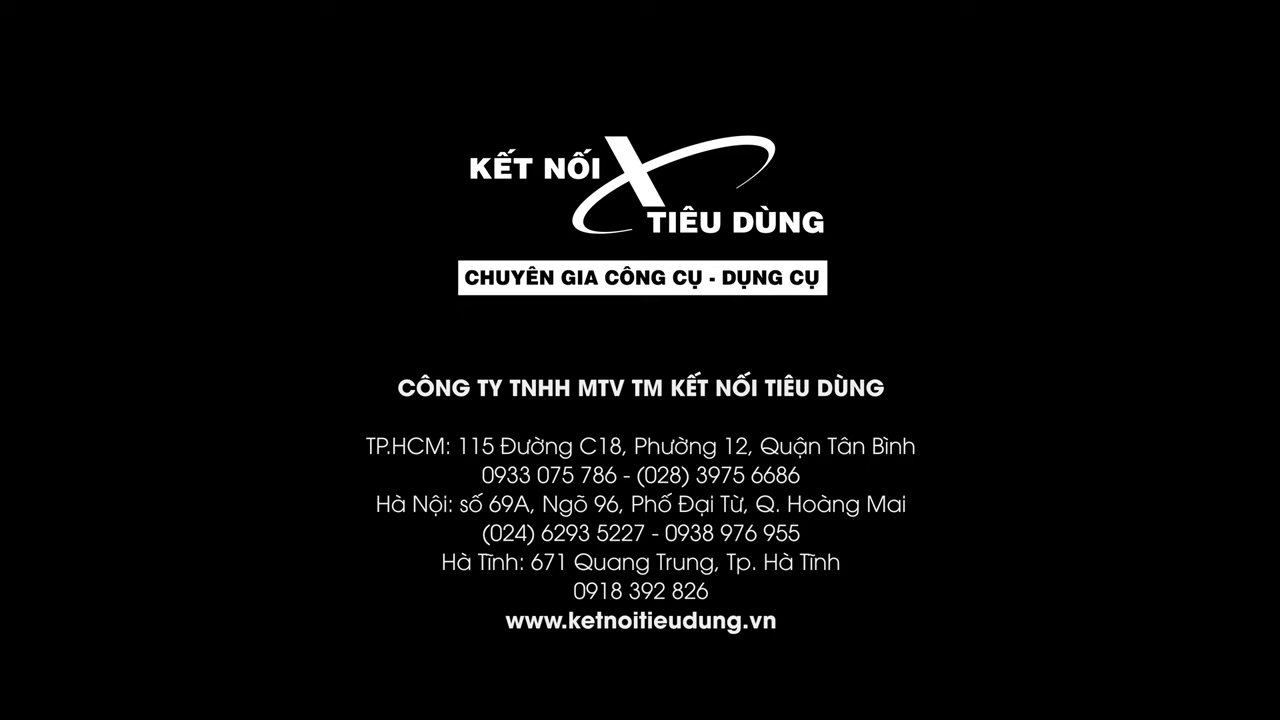 KẾT NỐI
TIÊU DÙNG
CHUYÊN GIA CÔNG CỤ - DỤNG CỤ
CÔNG TY TNHH MTV TM KẾT NỐI TIÊU DÙNG
TP.HCM: 115 Đường C18, Phường 12, Quận Tân Bình
0933 075 786 - (028) 3975 6686
Hà Nội: số 69A, Ngõ 96, Phố Đại Từ, Q. Hoàng Mai
(024) 6293 5227 - 0938 976 955
Hà Tĩnh: 671 Quang Trung, Tp. Hà Tĩnh
0918 392 826
www.ketnoitieudung.vn